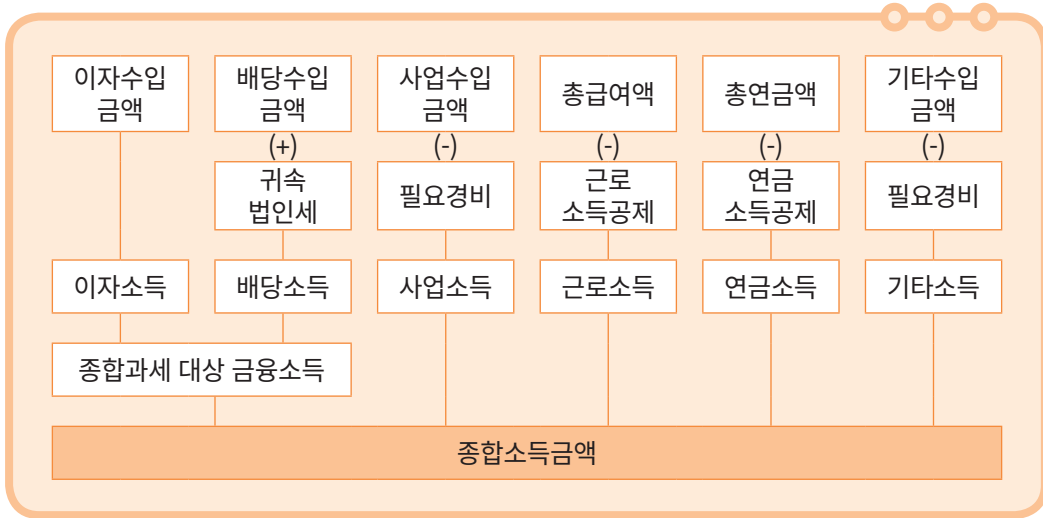 이자수입
금액
배당수입
금액
사업수입
금액
총급여액
총연금액
기타수입
금액
(+)
(-)
(-)
(-)
(-)
귀속
법인세
필요경비
근로
소득공제
연금
소득공제
필요경비
이자소득
배당소득
사업소득
근로소득
연금소득
기타소득
종합과세 대상 금융소득
종합소득금액